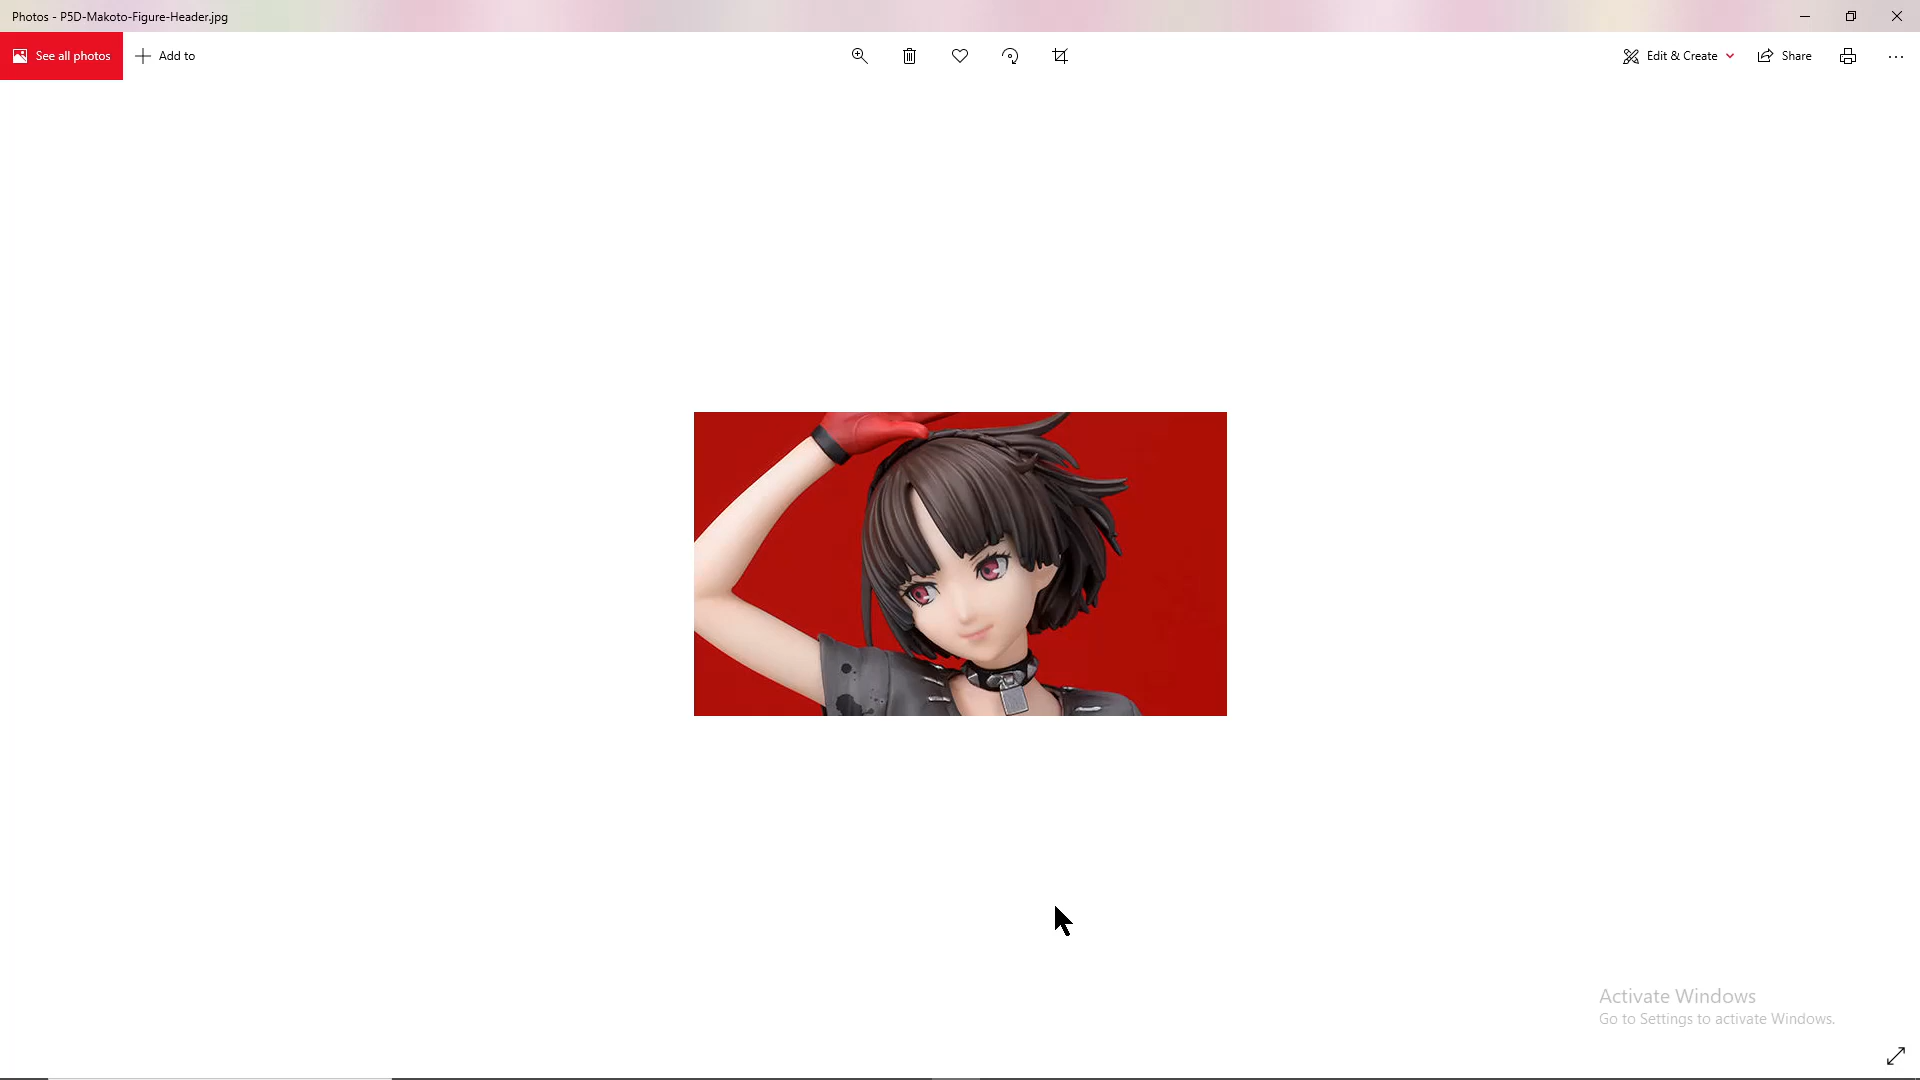 Photos - P5D-Makoto-Figure-Header.jpg
See all photos
Add to
Edit & Create
Share
Activate Windows
Go to Settings to activate Windows.